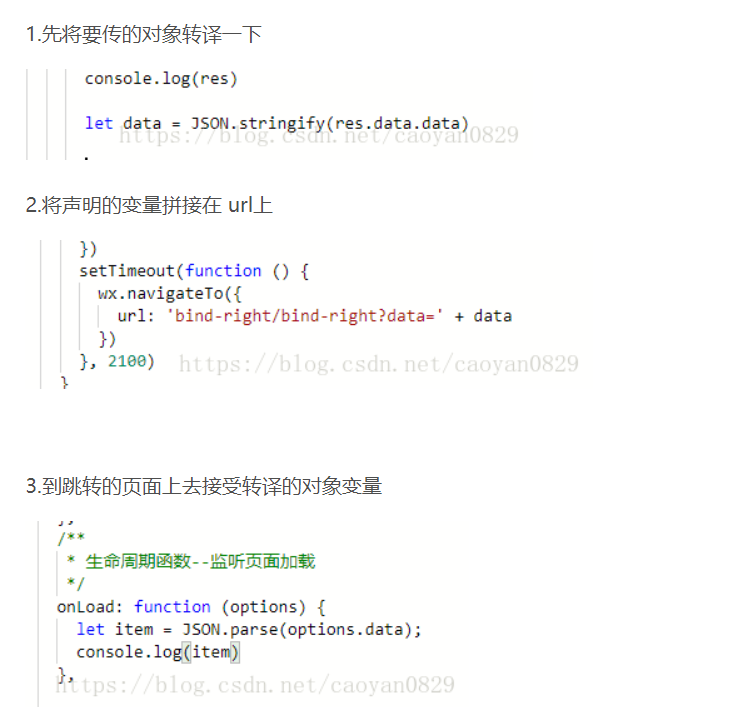 1.先将要传的对象转译一下
console.log(res)
let data = JSON.stringify(res.data.data)
https://blog.csdn.net/caoyan0829
2.将声明的变量拼接在 url上
})
setTimeout(function () {
wx.navigateTo({
url: 'bind-right/bind-right?data=' + data
})
}, 2100)
https://blog.csdn.net/caoyan0829
}
3.到跳转的页面上去接受转译的对象变量
/**
* 生命周期函数--监听页面加载
*/
onLoad: function (options) {
let item = JSON.parse(options.data);
console.log(item)
},
https://blog.csdn.net/caoyan0829